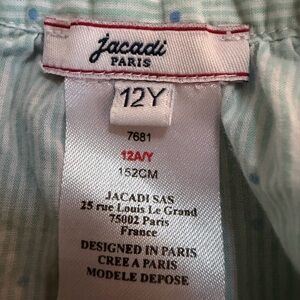 jacadi
PARIS
12Y
7681
12A/Y
152CM
JACADI SAS
25 rue Louis Le Grand
75002 Paris
France
DESIGNED IN PARIS
CREE A PARIS
MODELE DEPOSE